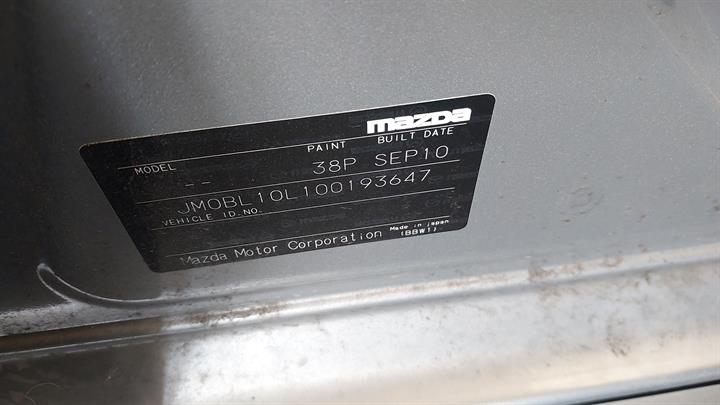 mazda
MODEL PAINT BUILT DATE
-- 38P SEP10
JM0BL10L100193647
VEHICLE ID.NO.
Mazda Motor Corporation Made in japan
(BBW1)